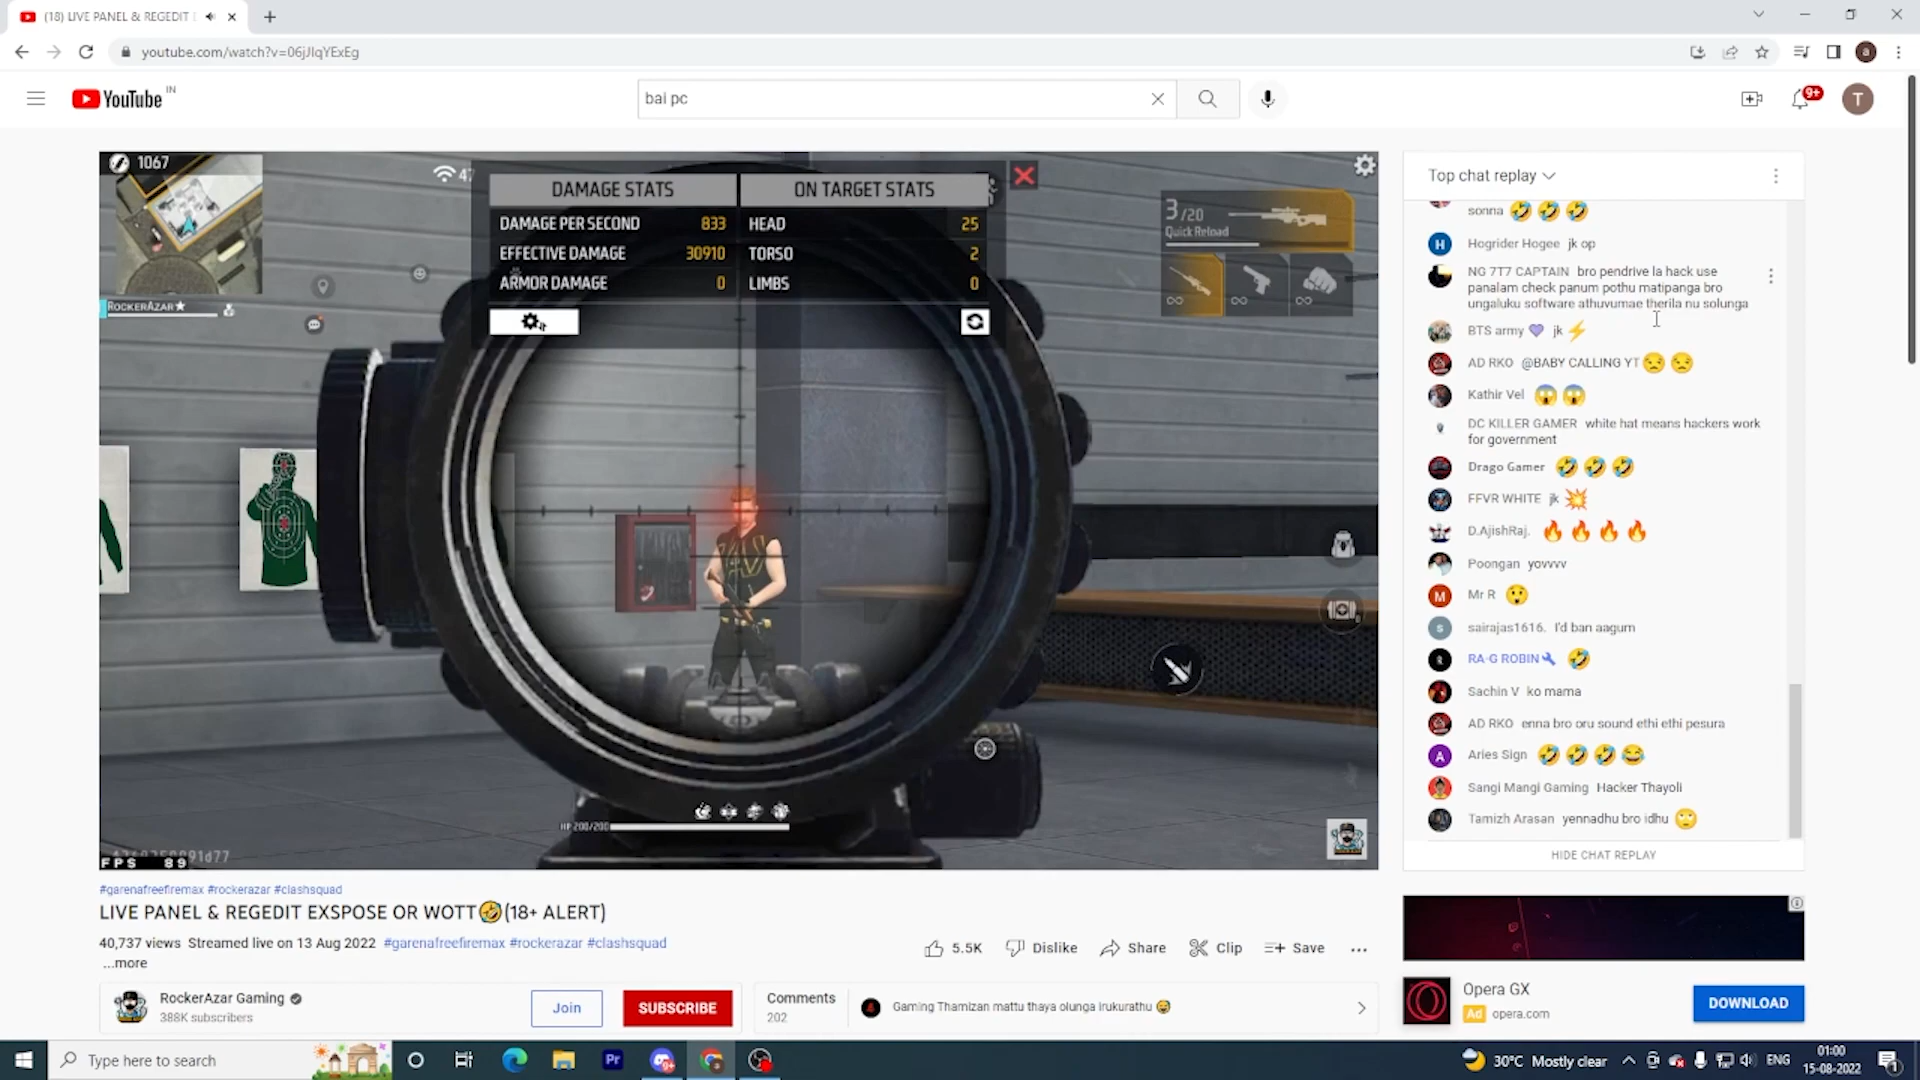 (18) LIVE PANEL & REGEDIT
youtube.com/watch?v=06jJIqYExEg
YouTube IN
bai pc
9+
T
1067
47
DAMAGE STATS
ON TARGET STATS
DAMAGE PER SECOND 833
HEAD 25
EFFECTIVE DAMAGE 30910
TORSO 2
ARMOR DAMAGE 0
LIMBS 0
3/20
Quick Reload
ROCKERAZAR★
HP 200/200
FPS 89
Top chat replay
sonna 🤣🤣🤣
H Hogrider Hogee jk op
NG 7T7 CAPTAIN bro pendrive la hack use
panalam check panum pothu matipanga bro
ungaluku software athuvumae therila nu solunga
BTS army 💜 jk ⚡
AD RKO @BABY CALLING YT 😒😒
Kathir Vel 😱😱
DC KILLER GAMER white hat means hackers work
for government
Drago Gamer 🤣🤣🤣
FFVR WHITE jk 💥
D.AjishRaj. 🔥🔥🔥🔥
Poongan yovvvv
M Mr R 😲
s sairajas1616. I'd ban aagum
RA-G ROBIN 🤣
Sachin V ko mama
AD RKO enna bro oru sound ethi ethi pesura
A Aries Sign 🤣🤣🤣😂
Sangi Mangi Gaming Hacker Thayoli
Tamizh Arasan yennadhu bro idhu 🙄
HIDE CHAT REPLAY
#garenafreefiremax #rockerazar #clashsquad
LIVE PANEL & REGEDIT EXSPOSE OR WOTT🤣(18+ ALERT)
40,737 views Streamed live on 13 Aug 2022 #garenafreefiremax #rockerazar #clashsquad
...more
5.5K Dislike Share Clip Save ...
RockerAzar Gaming
388K subscribers
Join
SUBSCRIBE
Comments
202
Gaming Thamizan mattu thaya olunga irukurathu 😅
Opera GX
Ad opera.com
DOWNLOAD
Type here to search
Pr
30°C Mostly clear
ENG
01:00
15-08-2022